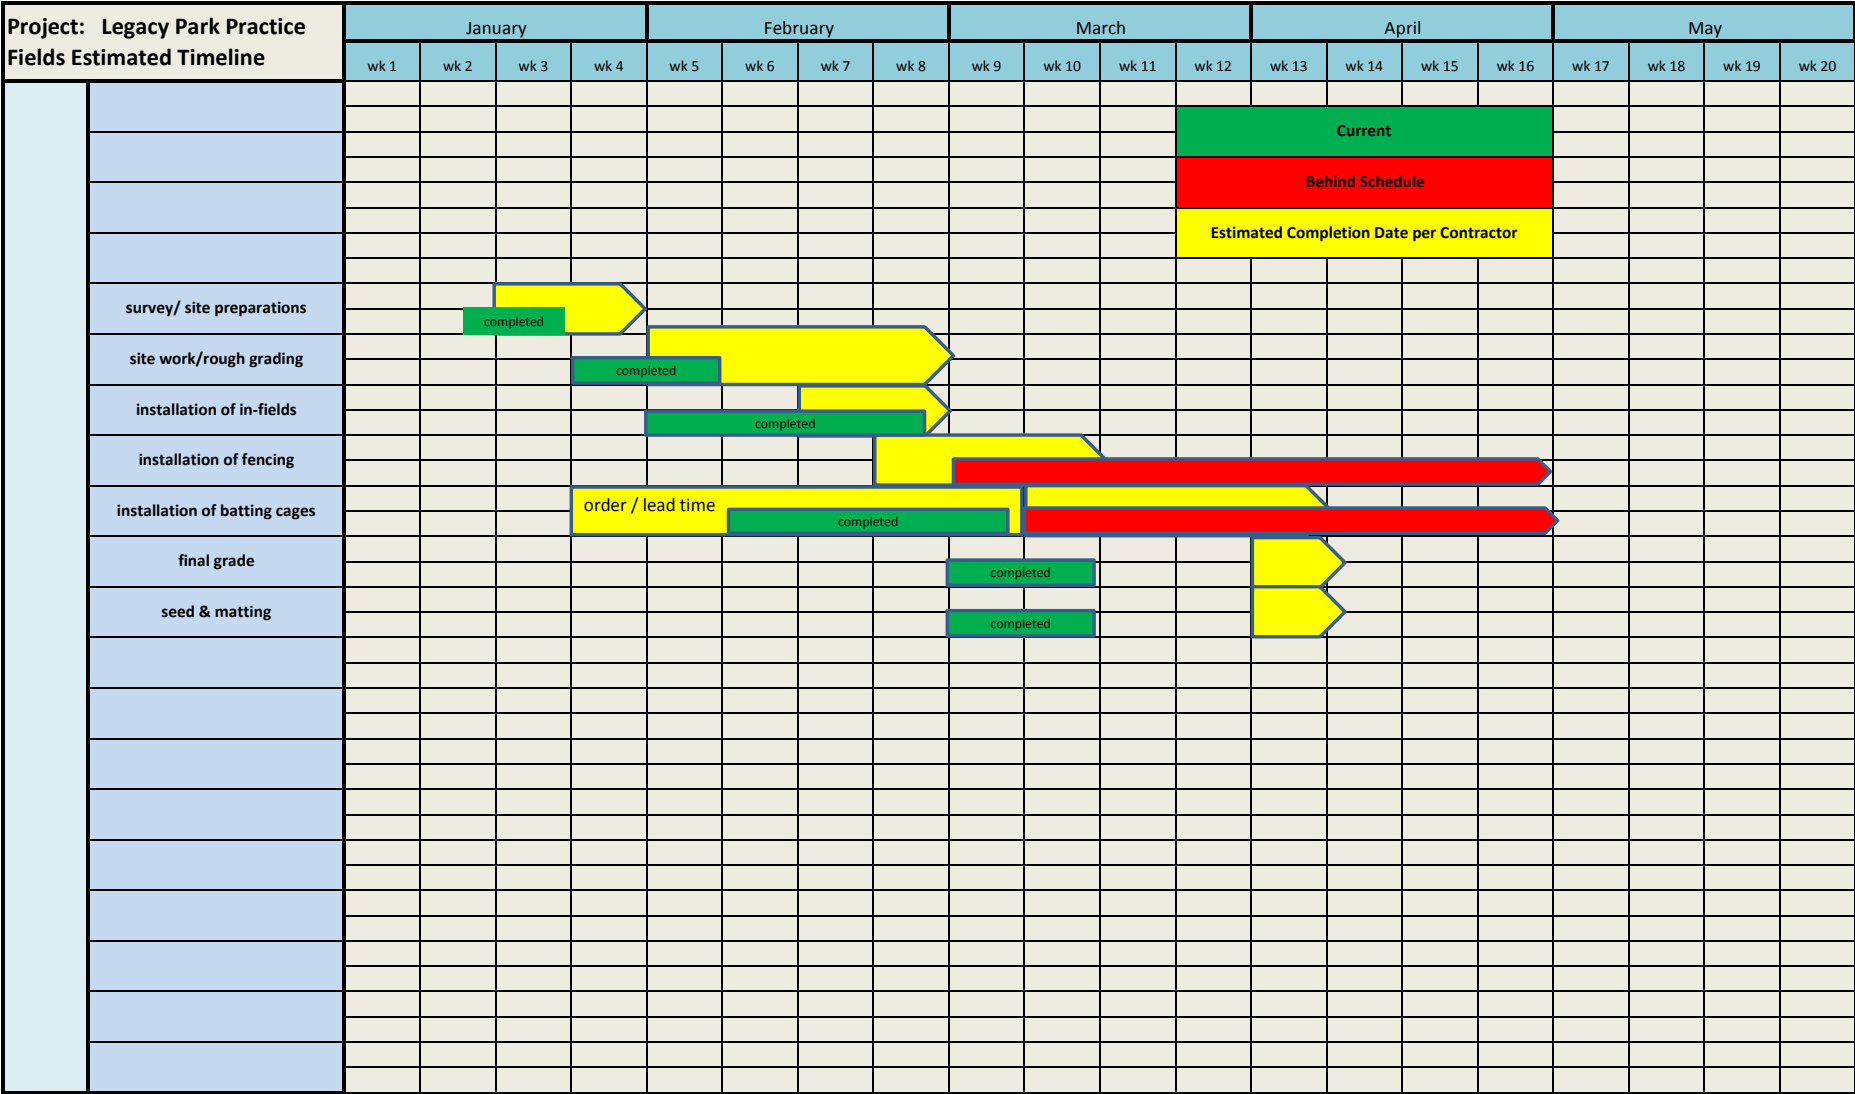 Project:   Legacy Park Practice
Fields Estimated Timeline
January
February
March
April
May
wk 1
wk 2
wk 3
wk 4
wk 5
wk 6
wk 7
wk 8
wk 9
wk 10
wk 11
wk 12
wk 13
wk 14
wk 15
wk 16
wk 17
wk 18
wk 19
wk 20
Current
Behind Schedule
Estimated Completion Date per Contractor
survey/ site preparations
completed
site work/rough grading
completed
installation of in-fields
completed
installation of fencing
installation of batting cages
order / lead time
completed
final grade
completed
seed & matting
completed